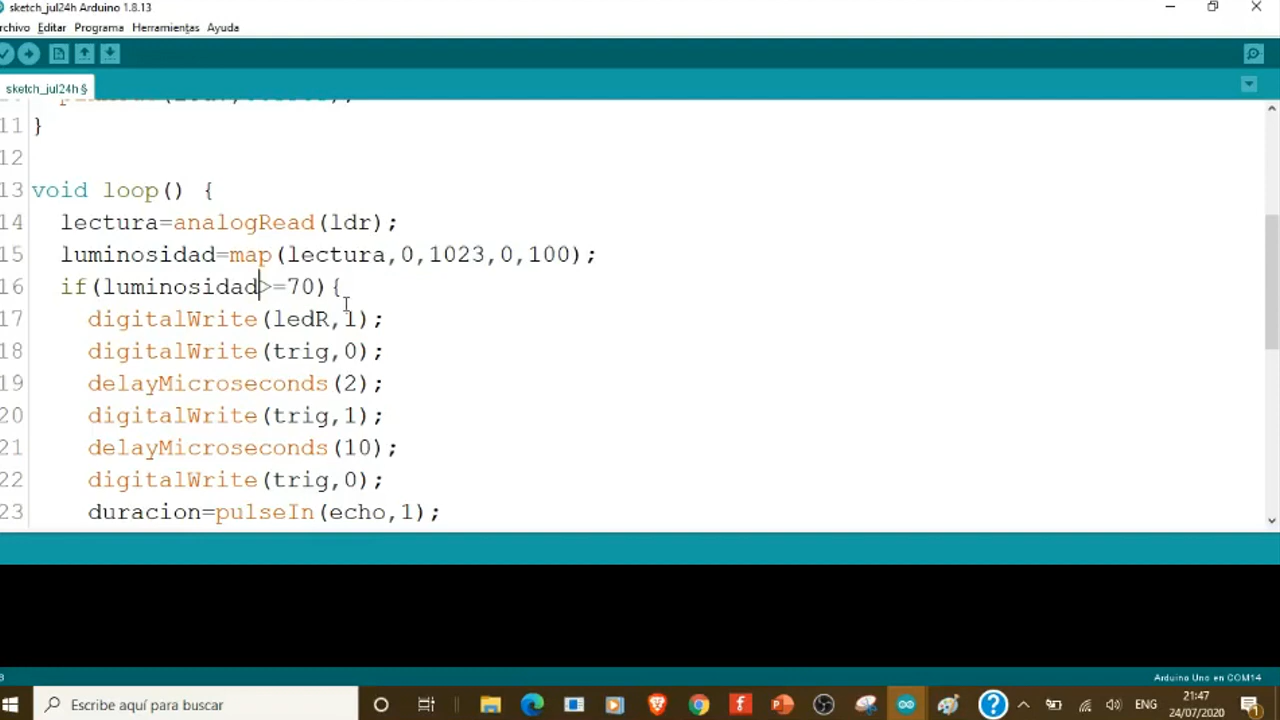 sketch_jul24h Arduino 1.8.13
rchivo Editar Programa Herramientas Ayuda
sketch_jul24h §
11 }
12
13 void loop() {
14 lectura=analogRead(ldr);
15 luminosidad=map(lectura,0,1023,0,100);
16 if(luminosidad>=70){
17 digitalWrite(ledR,1);
18 digitalWrite(trig,0);
19 delayMicroseconds(2);
20 digitalWrite(trig,1);
21 delayMicroseconds(10);
22 digitalWrite(trig,0);
23 duracion=pulseIn(echo,1);
Arduino Uno en COM14
Escribe aquí para buscar
ENG
21:47
24/07/2020